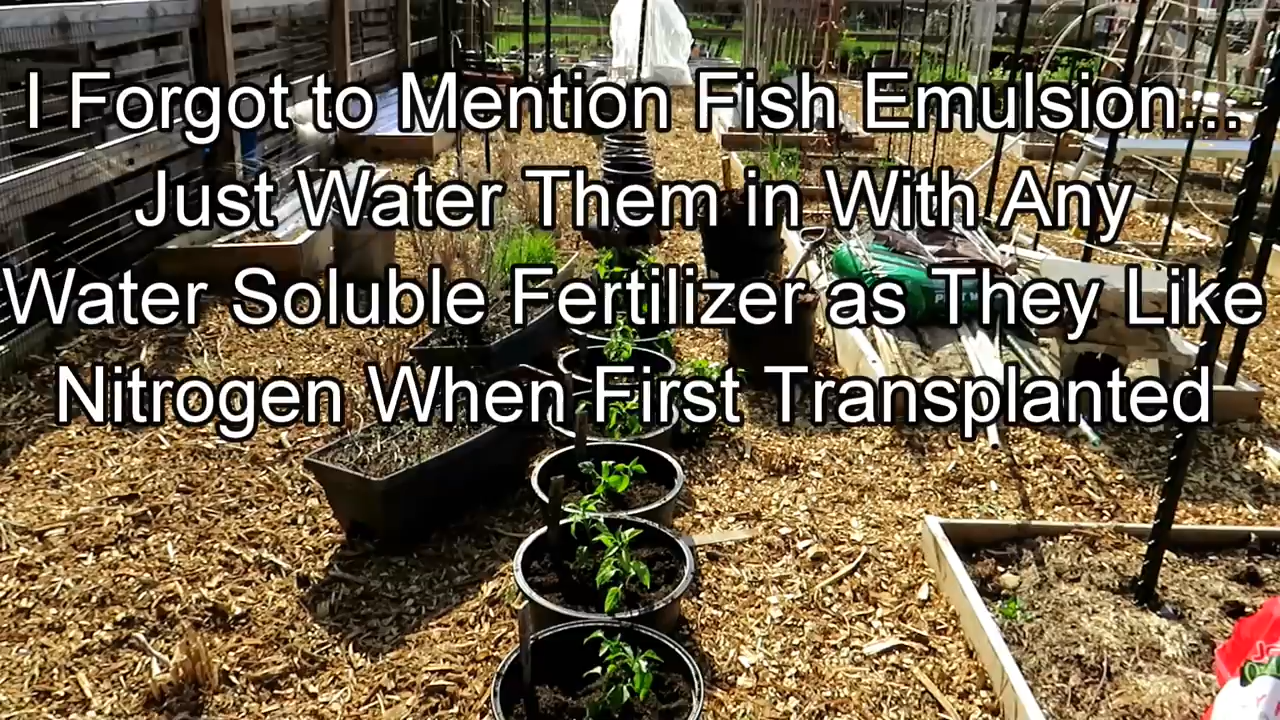 I Forgot to Mention Fish Emulsion...
Just Water Them in With Any
Water Soluble Fertilizer as They Like
Nitrogen When First Transplanted